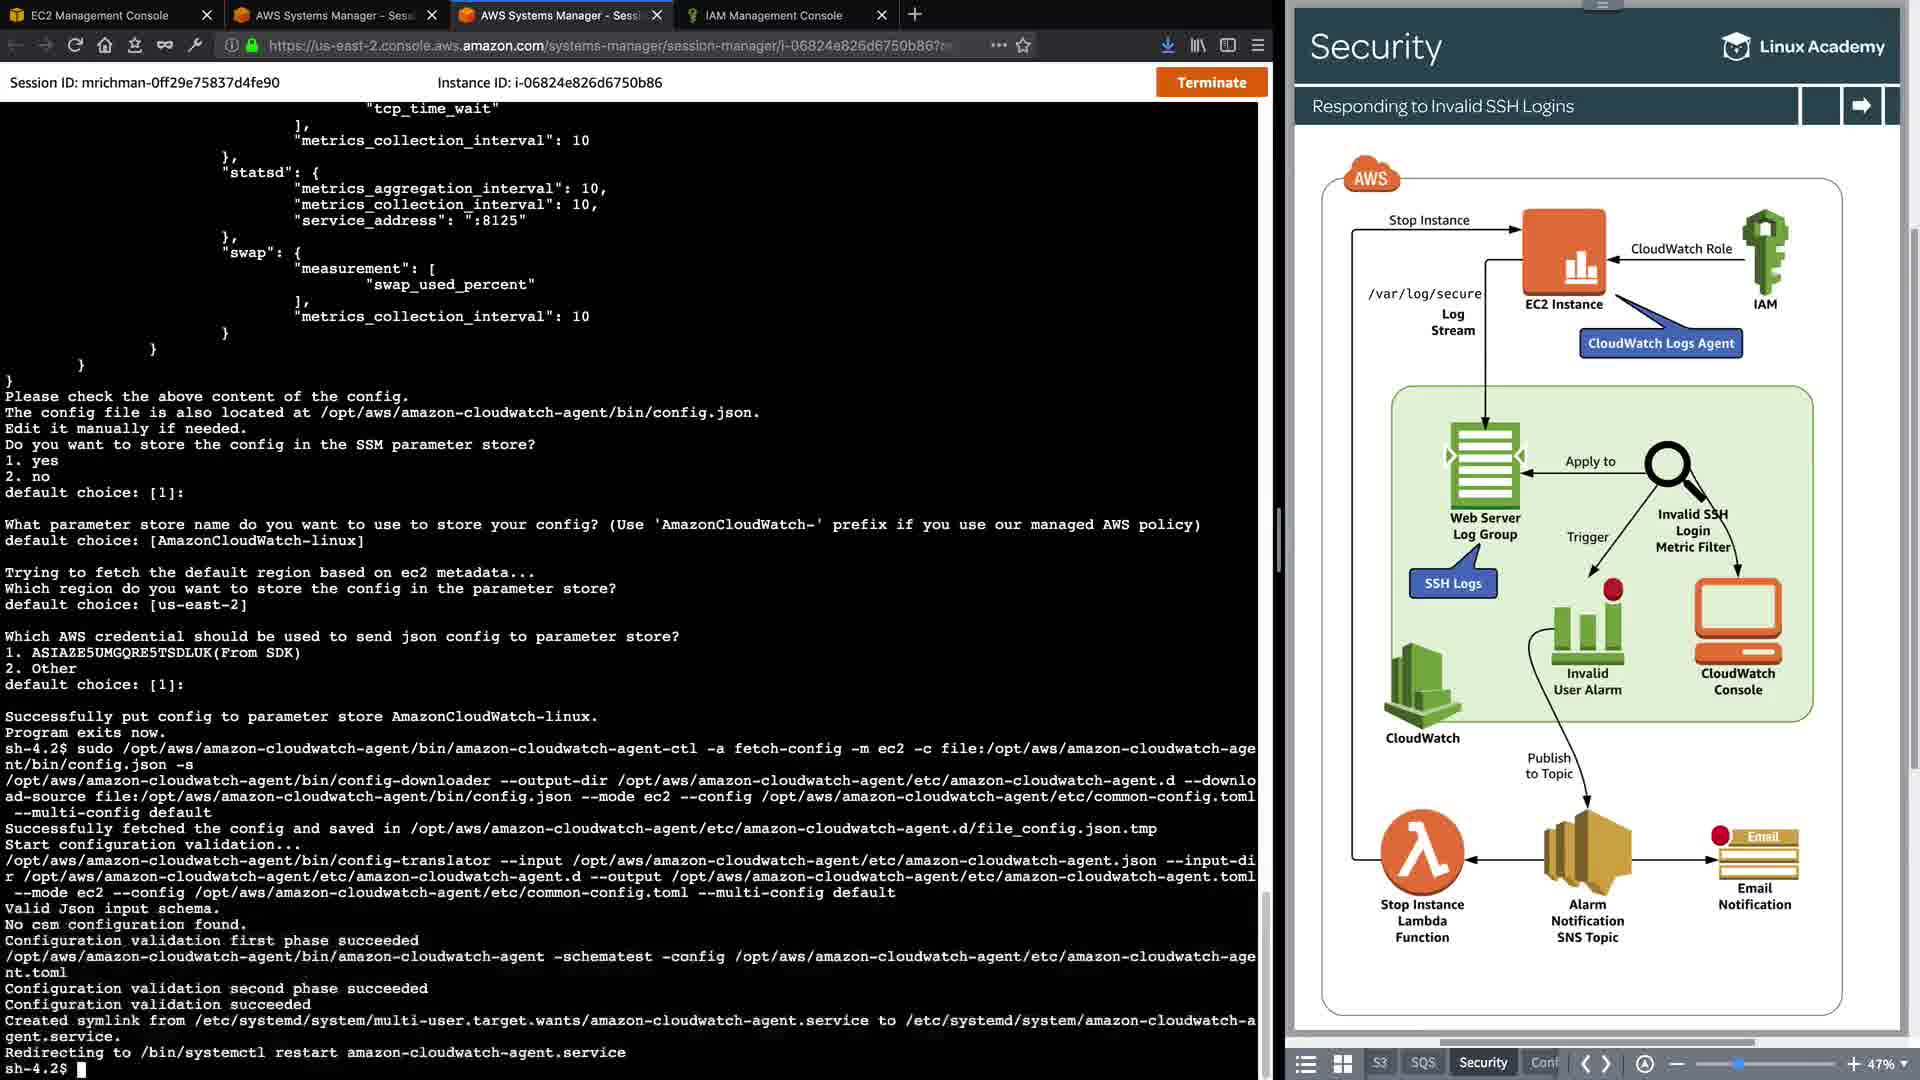 EC2 Management Console
AWS Systems Manager - Sess
AWS Systems Manager - Sessi
IAM Management Console
https://us-east-2.console.aws.amazon.com/systems-manager/session-manager/i-06824e826d6750b86?
Session ID: mrichman-0ff29e75837d4fe90
Instance ID: i-06824e826d6750b86
Terminate
"tcp_time_wait"
],
"metrics_collection_interval": 10
},
"statsd": {
"metrics_aggregation_interval": 10,
"metrics_collection_interval": 10,
"service_address": ":8125"
},
"swap": {
"measurement": [
"swap_used_percent"
],
"metrics_collection_interval": 10
}
}
}
}
Please check the above content of the config.
The config file is also located at /opt/aws/amazon-cloudwatch-agent/bin/config.json.
Edit it manually if needed.
Do you want to store the config in the SSM parameter store?
1. yes
2. no
default choice: [1]:
What parameter store name do you want to use to store your config? (Use 'AmazonCloudWatch-' prefix if you use our managed AWS policy)
default choice: [AmazonCloudWatch-linux]
Trying to fetch the default region based on ec2 metadata...
Which region do you want to store the config in the parameter store?
default choice: [us-east-2]
Which AWS credential should be used to send json config to parameter store?
1. ASIAZE5UMGQRE5TSDLUK(From SDK)
2. Other
default choice: [1]:
Successfully put config to parameter store AmazonCloudWatch-linux.
Program exits now.
sh-4.2$ sudo /opt/aws/amazon-cloudwatch-agent/bin/amazon-cloudwatch-agent-ctl -a fetch-config -m ec2 -c file:/opt/aws/amazon-cloudwatch-age
nt/bin/config.json -s
/opt/aws/amazon-cloudwatch-agent/bin/config-downloader --output-dir /opt/aws/amazon-cloudwatch-agent/etc/amazon-cloudwatch-agent.d --downlo
ad-source file:/opt/aws/amazon-cloudwatch-agent/bin/config.json --mode ec2 --config /opt/aws/amazon-cloudwatch-agent/etc/common-config.toml
--multi-config default
Successfully fetched the config and saved in /opt/aws/amazon-cloudwatch-agent/etc/amazon-cloudwatch-agent.d/file_config.json.tmp
Start configuration validation...
/opt/aws/amazon-cloudwatch-agent/bin/config-translator --input /opt/aws/amazon-cloudwatch-agent/etc/amazon-cloudwatch-agent.json --input-di
r /opt/aws/amazon-cloudwatch-agent/etc/amazon-cloudwatch-agent.d --output /opt/aws/amazon-cloudwatch-agent/etc/amazon-cloudwatch-agent.toml
--mode ec2 --config /opt/aws/amazon-cloudwatch-agent/etc/common-config.toml --multi-config default
Valid Json input schema.
No csm configuration found.
Configuration validation first phase succeeded
/opt/aws/amazon-cloudwatch-agent/bin/amazon-cloudwatch-agent -schematest -config /opt/aws/amazon-cloudwatch-agent/etc/amazon-cloudwatch-age
nt.toml
Configuration validation second phase succeeded
Configuration validation succeeded
Created symlink from /etc/systemd/system/multi-user.target.wants/amazon-cloudwatch-agent.service to /etc/systemd/system/amazon-cloudwatch-a
gent.service.
Redirecting to /bin/systemctl restart amazon-cloudwatch-agent.service
sh-4.2$
Security
Linux Academy
Responding to Invalid SSH Logins
AWS
Stop Instance
CloudWatch Role
/var/log/secure
Log
Stream
EC2 Instance
IAM
CloudWatch Logs Agent
Apply to
Web Server
Log Group
Invalid SSH
Login
Metric Filter
Trigger
SSH Logs
Invalid
User Alarm
CloudWatch
Console
CloudWatch
Publish
to Topic
Email
Stop Instance
Lambda
Function
Alarm
Notification
SNS Topic
Email
Notification
S3
SQS
Security
Conf
47%